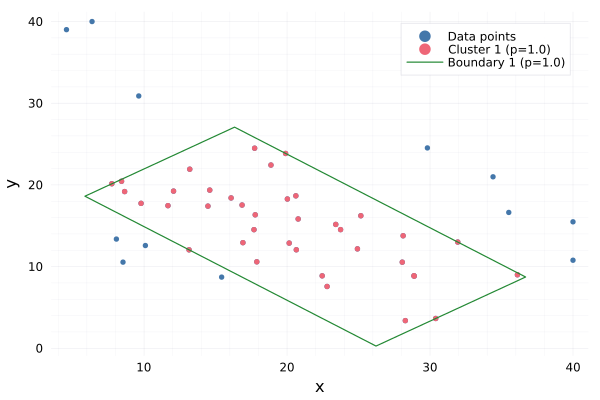 40
30
20
10
0
y
Data points
Cluster 1 (p=1.0)
Boundary 1 (p=1.0)
10 20 30 40
x